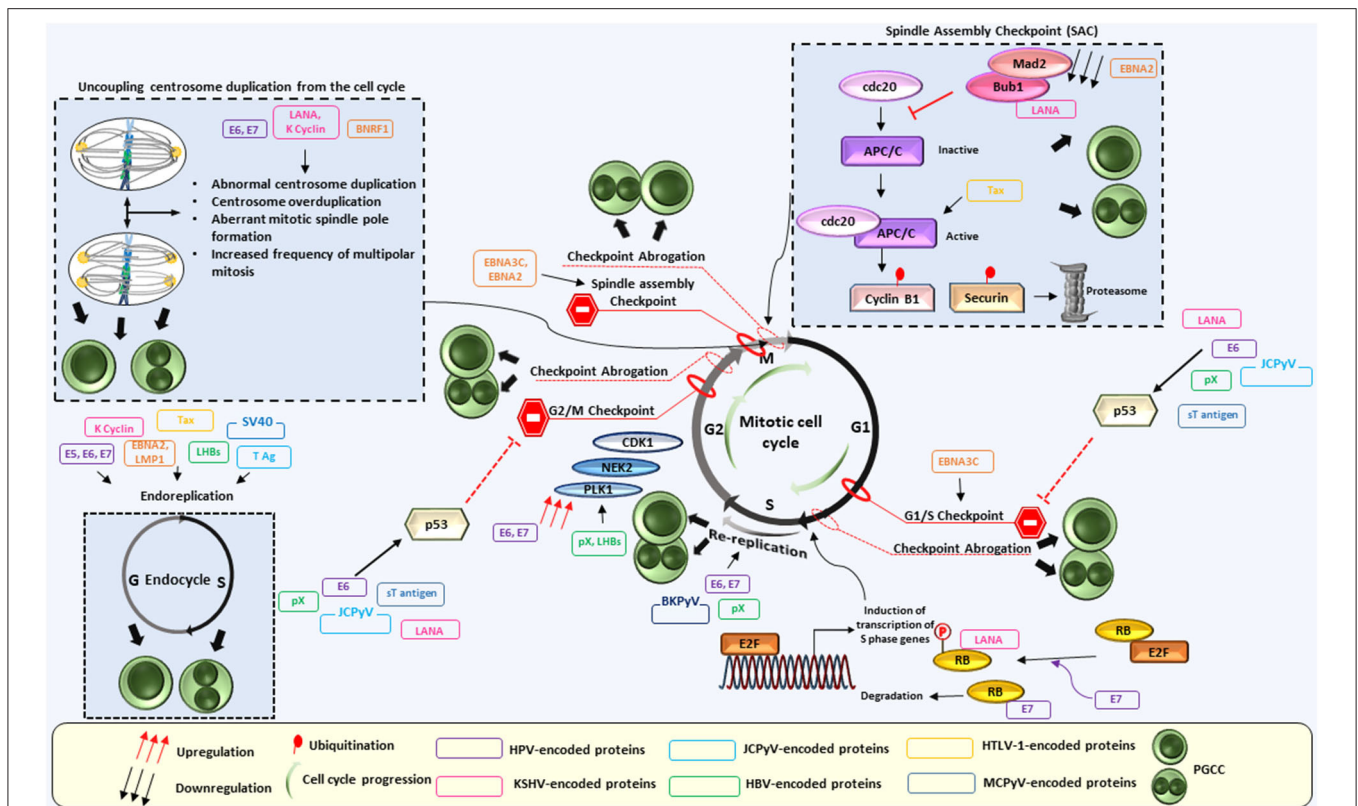 Spindle Assembly Checkpoint (SAC)
Mad2
EBNA2
cdc20
Bub1
LANA
APC/C
Inactive
Tax
cdc20
APC/C
Active
Cyclin B1
Securin
Proteasome
Uncoupling centrosome duplication from the cell cycle
E6, E7
LANA,
K Cyclin
BNRF1
▪ Abnormal centrosome duplication
▪ Centrosome overduplication
▪ Aberrant mitotic spindle pole
formation
▪ Increased frequency of multipolar
mitosis
Checkpoint Abrogation
EBNA3C,
EBNA2
Spindle assembly
Checkpoint
Checkpoint Abrogation
G2/M Checkpoint
M
G2
Mitotic cell
cycle
G1
S
CDK1
NEK2
PLK1
E6, E7
pX, LHBs
Re-replication
E6, E7
BKPyV
pX
LANA
E6
JCPyV
pX
p53
sT antigen
EBNA3C
G1/S Checkpoint
Checkpoint Abrogation
K Cyclin
Tax
SV40
E5, E6, E7
EBNA2,
LMP1
LHBs
T Ag
Endoreplication
G Endocycle S
p53
E6
pX
sT antigen
JCPyV
LANA
Induction of
transcription of
S phase genes
E2F
P
LANA
RB
RB
E2F
Degradation
RB
E7
E7
Upregulation
Downregulation
Ubiquitination
Cell cycle progression
HPV-encoded proteins
KSHV-encoded proteins
JCPyV-encoded proteins
HBV-encoded proteins
HTLV-1-encoded proteins
MCPyV-encoded proteins
PGCC